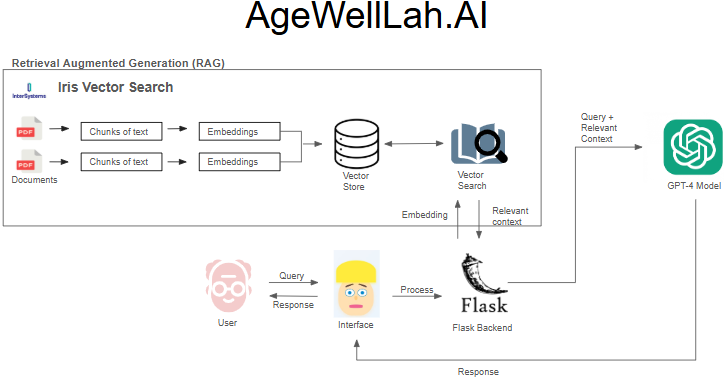 AgeWellLah.AI
Retrieval Augmented Generation (RAG)
InterSystems
Iris Vector Search
PDF
Chunks of text
Embeddings
PDF
Chunks of text
Embeddings
Documents
Vector
Store
Vector
Search
Query +
Relevant
Context
GPT-4 Model
Embedding
Relevant
context
Query
Response
Process
Flask
User
Interface
Flask Backend
Response